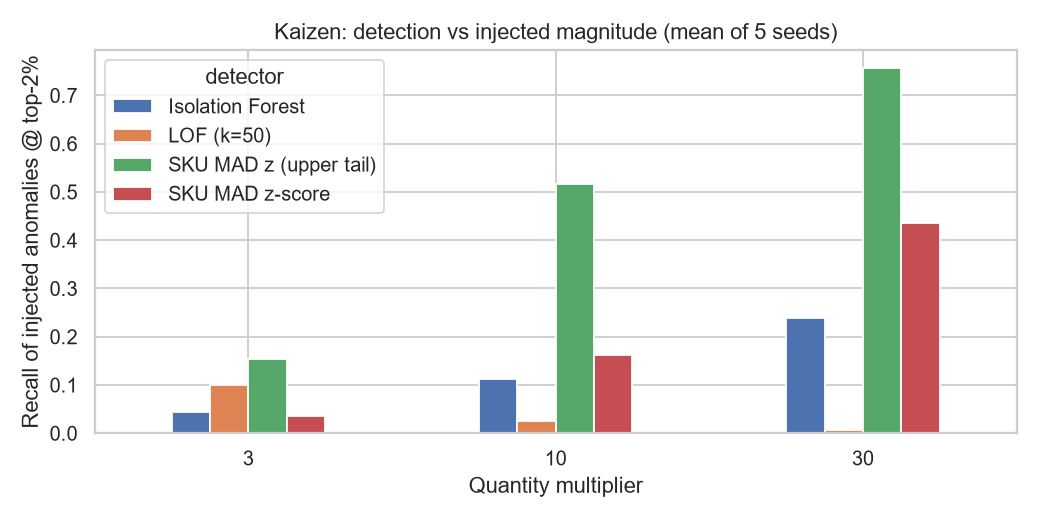 Kaizen: detection vs injected magnitude (mean of 5 seeds)
Recall of injected anomalies @ top-2%
detector
Isolation Forest
LOF (k=50)
SKU MAD z (upper tail)
SKU MAD z-score
0.7
0.6
0.5
0.4
0.3
0.2
0.1
0.0
3
10
30
Quantity multiplier